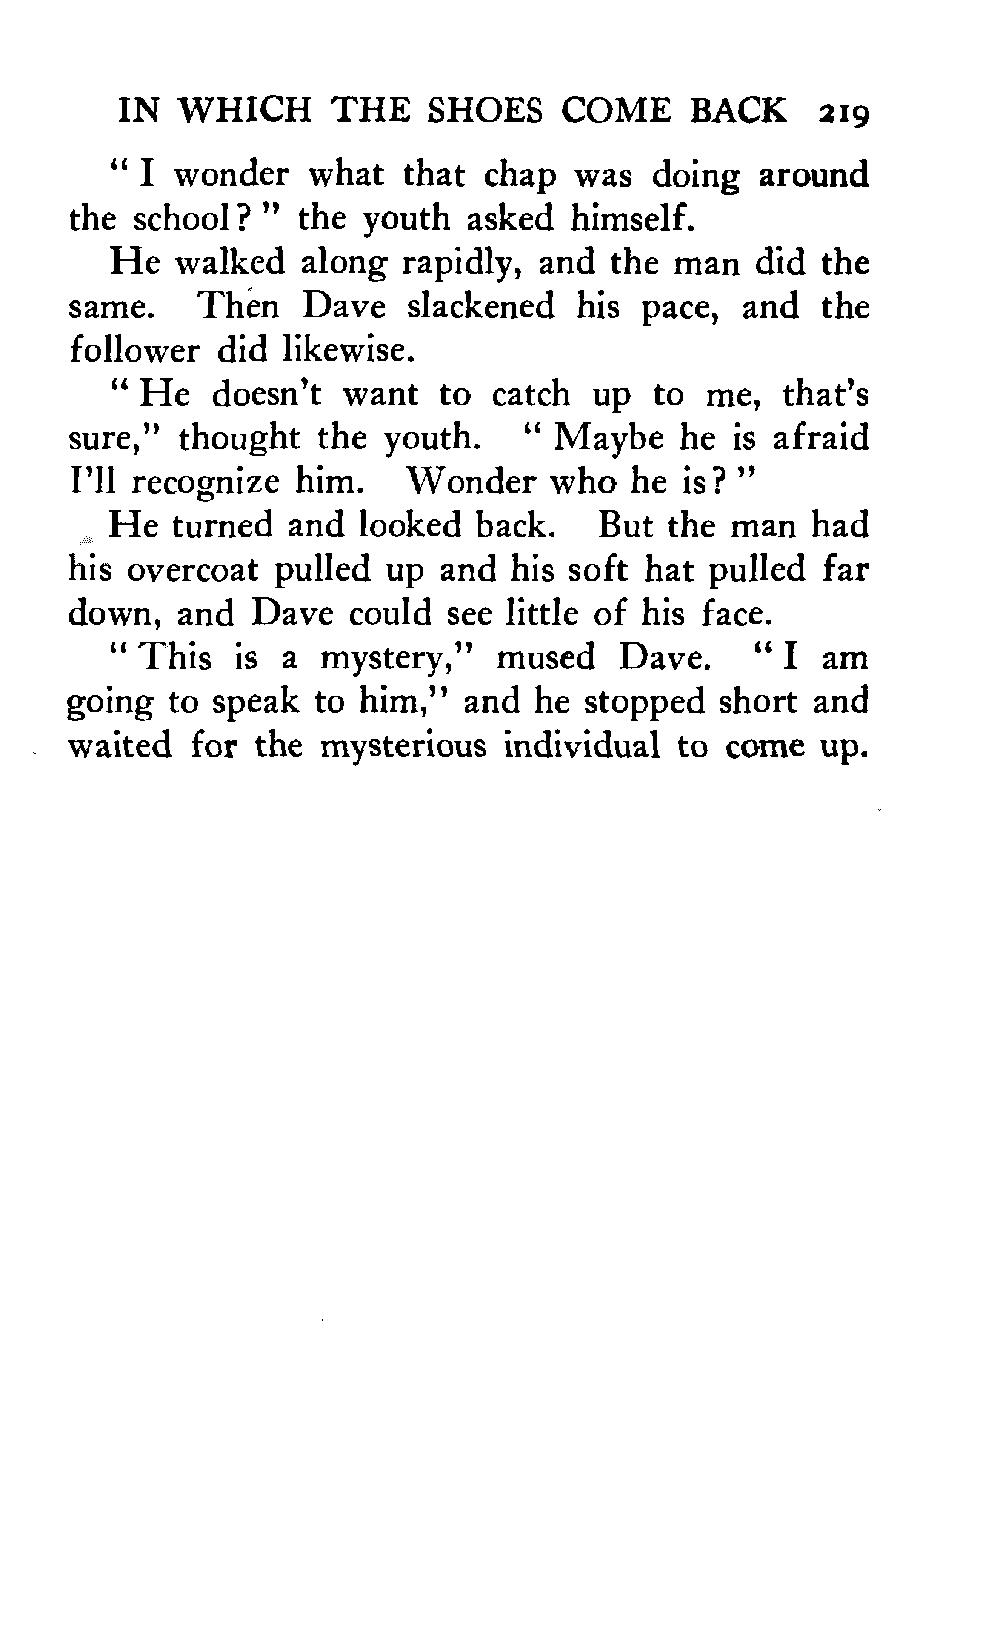 IN WHICH THE SHOES COME BACK 219
" I wonder what that chap was doing around
the school? " the youth asked himself.
He walked along rapidly, and the man did the
same. Then Dave slackened his pace, and the
follower did likewise.
" He doesn't want to catch up to me, that's
sure," thought the youth. " Maybe he is afraid
I'll recognize him. Wonder who he is? "
He turned and looked back. But the man had
his overcoat pulled up and his soft hat pulled far
down, and Dave could see little of his face.
" This is a mystery," mused Dave. " I am
going to speak to him," and he stopped short and
waited for the mysterious individual to come up.